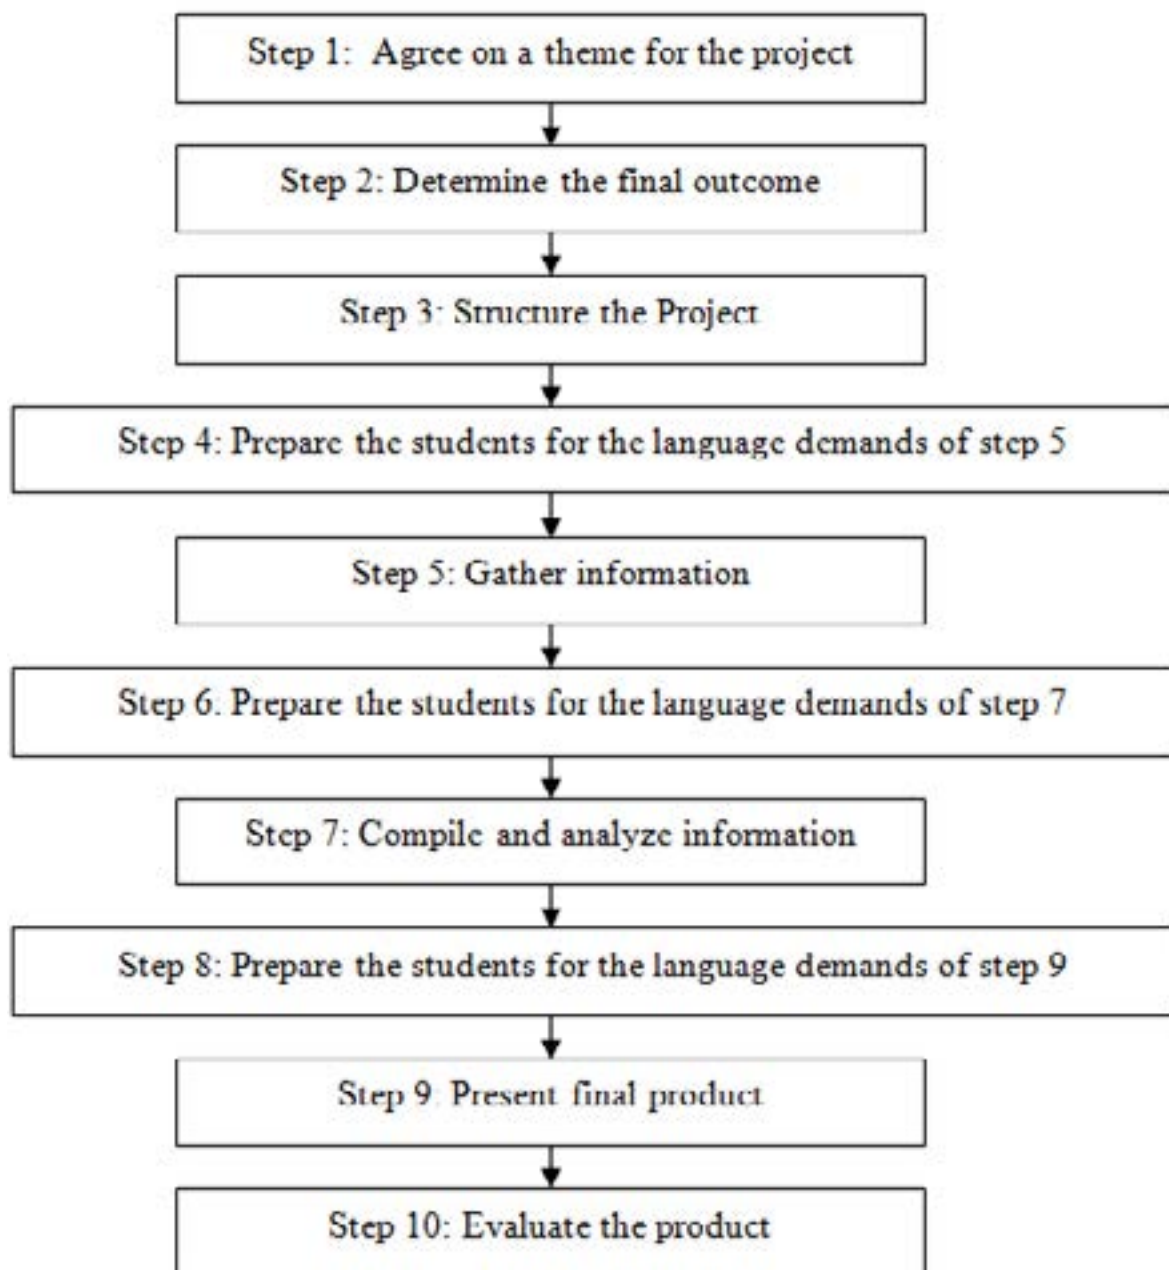 Step 1: Agree on a theme for the project
Step 2: Determine the final outcome
Step 3: Structure the Project
Step 4: Prepare the students for the language demands of step 5
Step 5: Gather information
Step 6: Prepare the students for the language demands of step 7
Step 7: Compile and analyze information
Step 8: Prepare the students for the language demands of step 9
Step 9: Present final product
Step 10: Evaluate the product